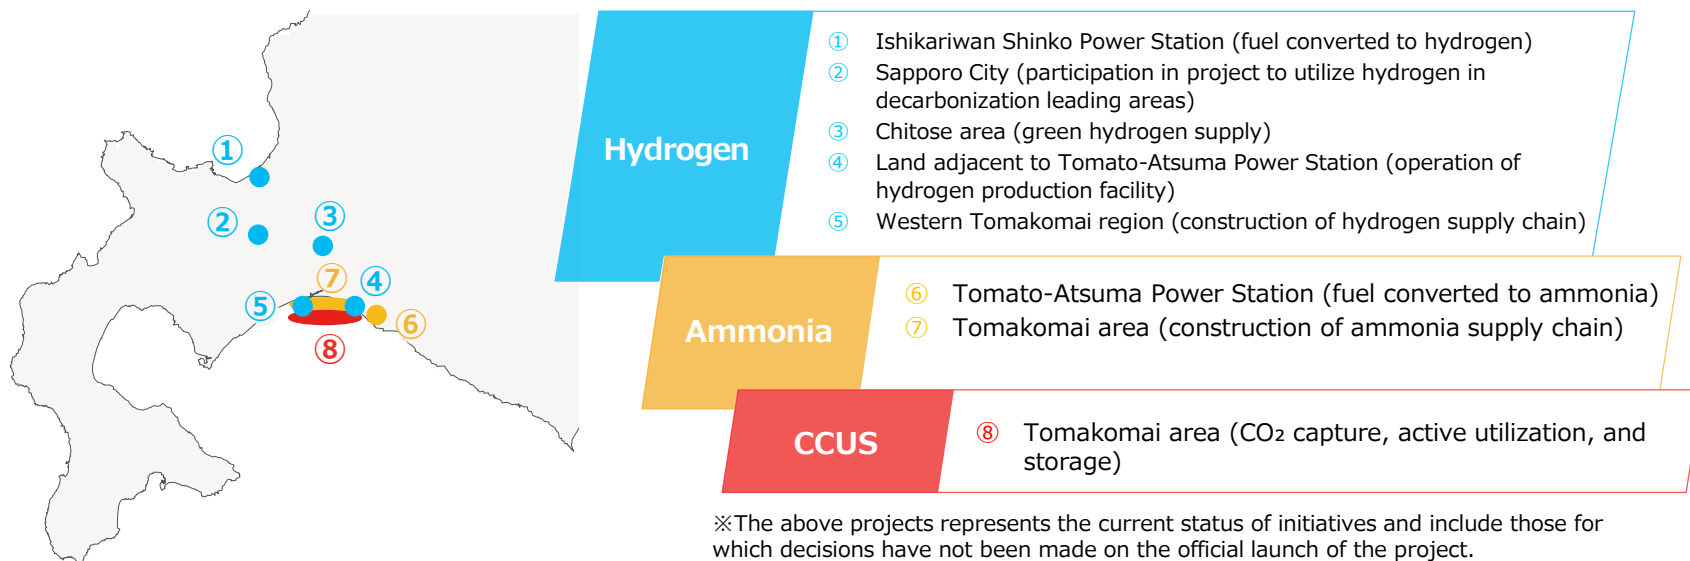 ①
②
③
⑦
④
⑤
⑥
⑧
Hydrogen
① Ishikariwan Shinko Power Station (fuel converted to hydrogen)
② Sapporo City (participation in project to utilize hydrogen in
decarbonization leading areas)
③ Chitose area (green hydrogen supply)
④ Land adjacent to Tomato-Atsuma Power Station (operation of
hydrogen production facility)
⑤ Western Tomakomai region (construction of hydrogen supply chain)
Ammonia
⑥ Tomato-Atsuma Power Station (fuel converted to ammonia)
⑦ Tomakomai area (construction of ammonia supply chain)
CCUS
⑧ Tomakomai area (CO₂ capture, active utilization, and
storage)
※The above projects represents the current status of initiatives and include those for
which decisions have not been made on the official launch of the project.